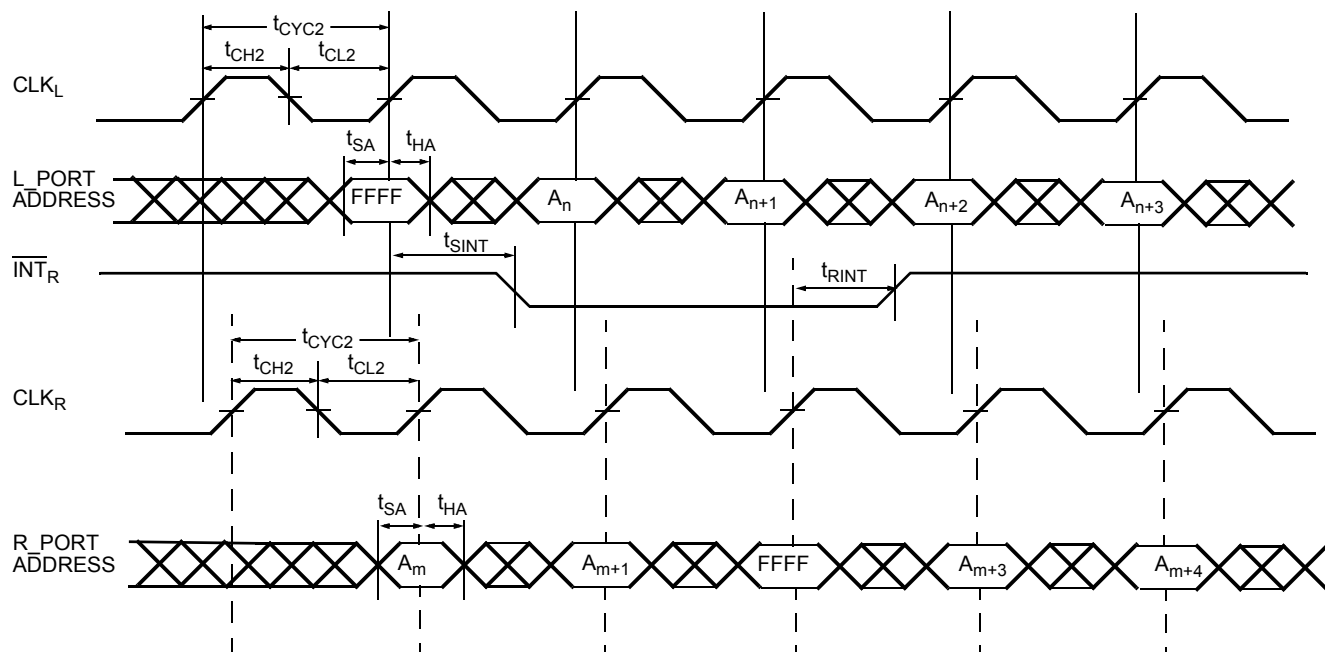 tCYC2
tCH2 tCL2
CLKL
tSA tHA
L_PORT
ADDRESS
FFFF An An+1 An+2 An+3
tSINT
INTR
tRINT
tCYC2
tCH2 tCL2
CLKR
tSA tHA
R_PORT
ADDRESS
Am Am+1 FFFF Am+3 Am+4